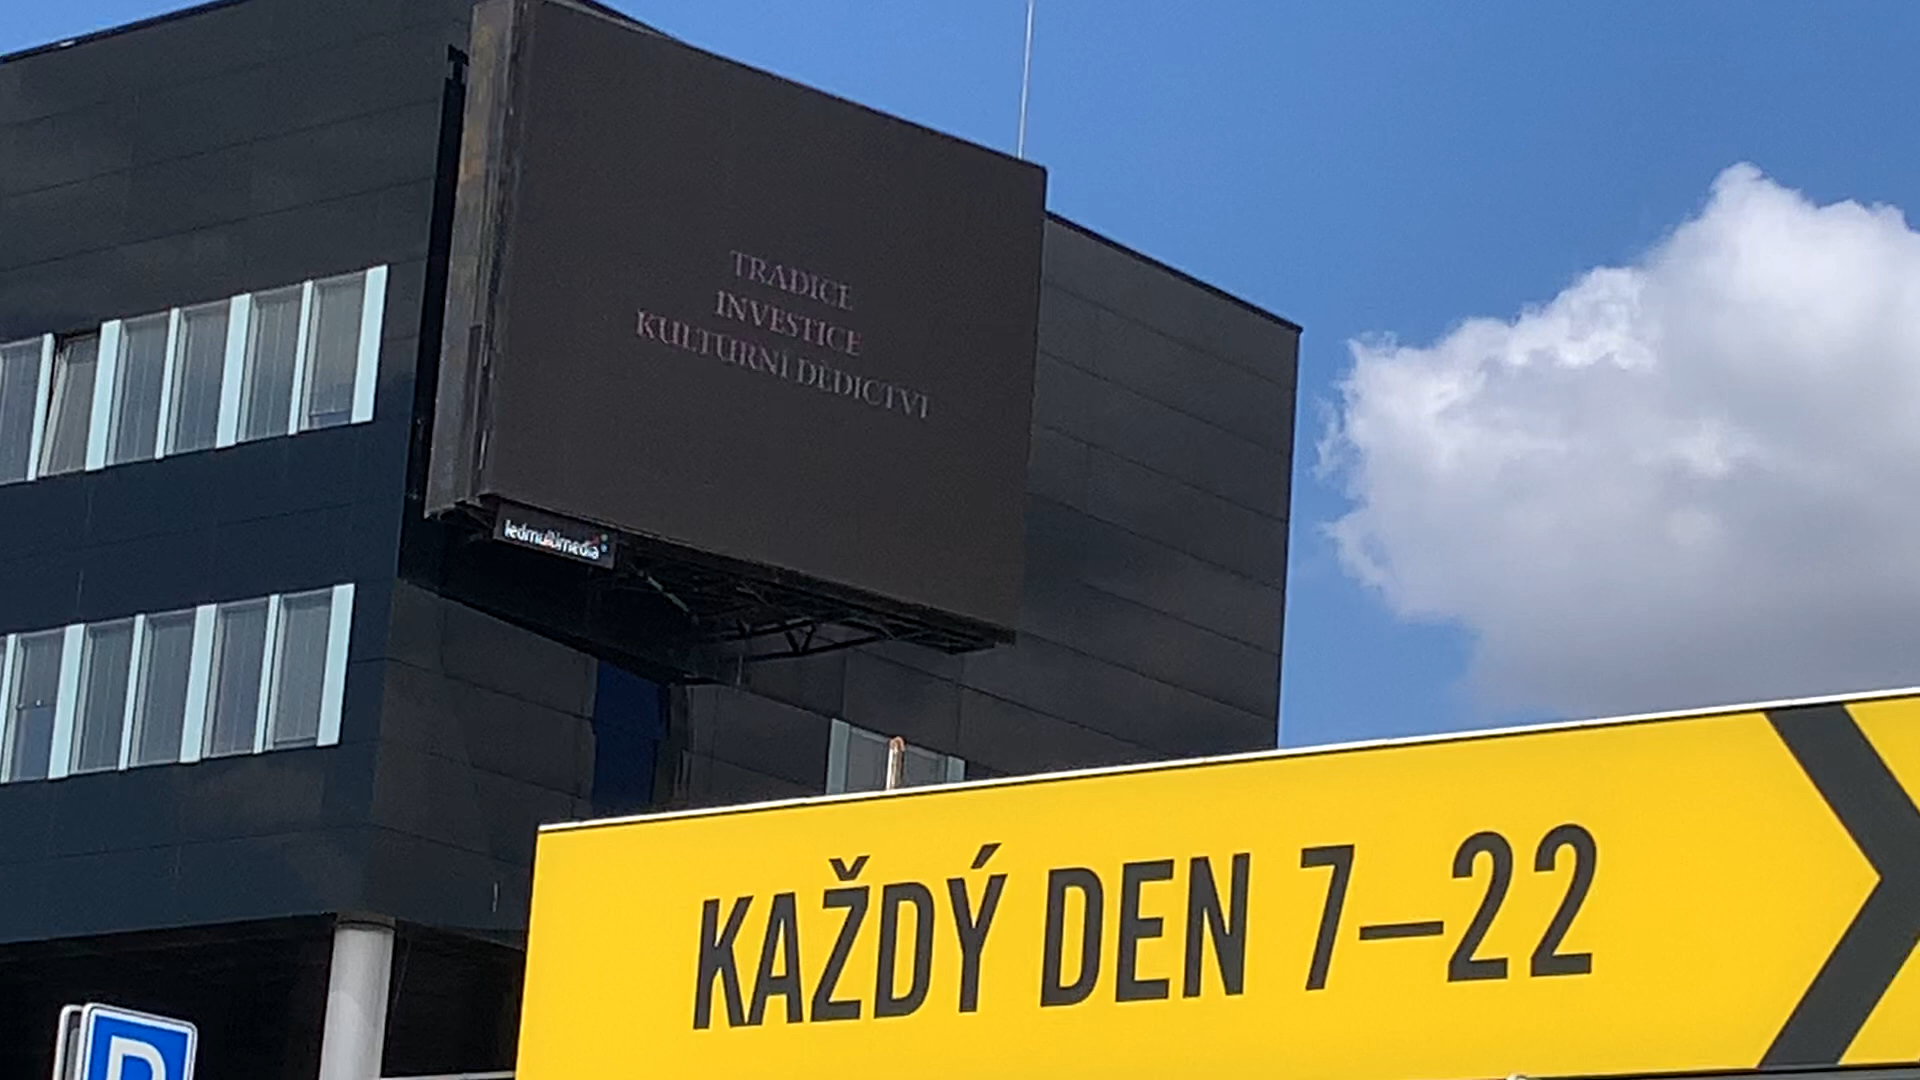 TRADICE
INVESTICE
KULTURNÍ DĚDICTVÍ
ledmultimedia
KAŽDÝ DEN 7–22
P